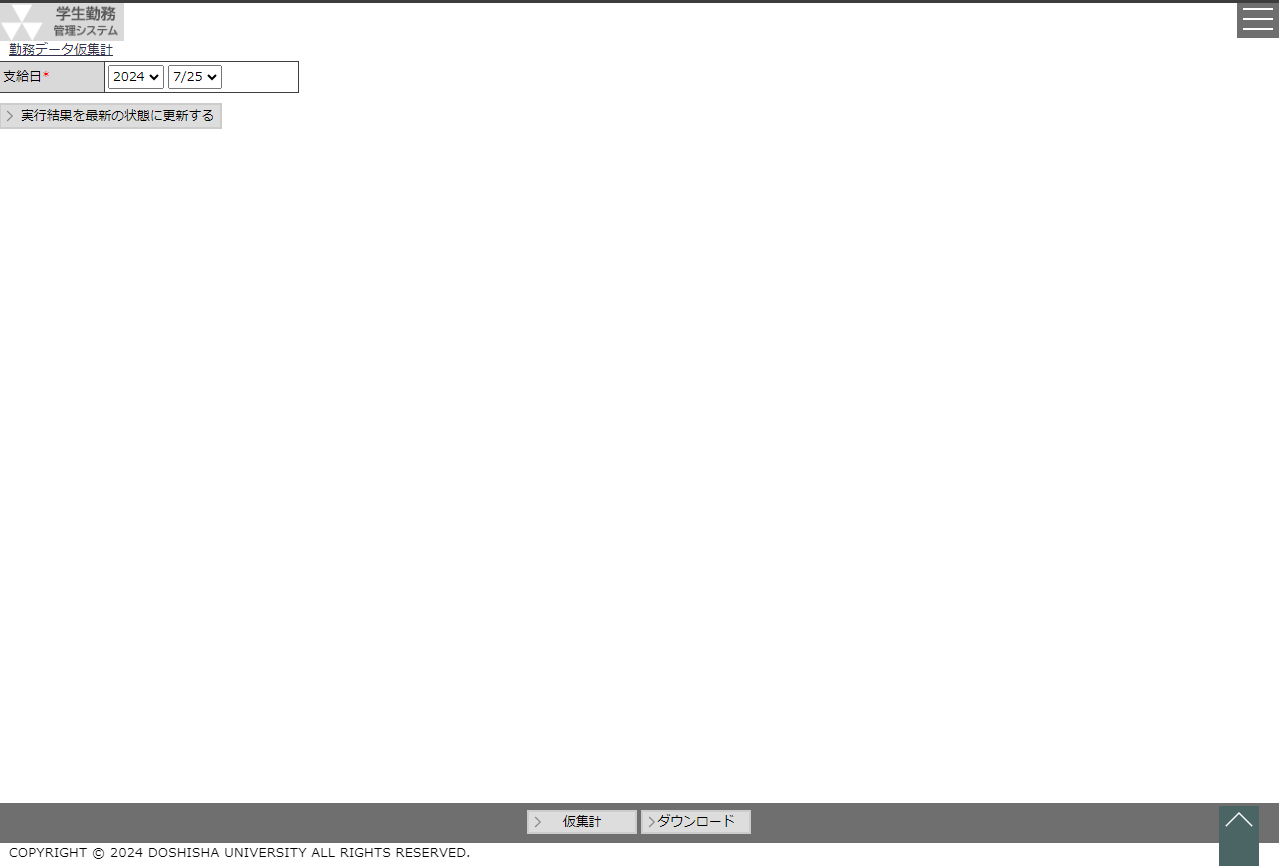 学生勤務
管理システム
勤務データ仮集計
支給日* 2024 7/25
実行結果を最新の状態に更新する
仮集計 ダウンロード
COPYRIGHT © 2024 DOSHISHA UNIVERSITY ALL RIGHTS RESERVED.